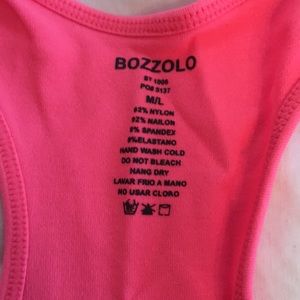 BOZZOLO
M/L
92% NYLON
92% NAILON
8% SPANDEX
8%ELASTANO
HAND WASH COLD
DO NOT BLEACH
HANG DRY
LAVAR FRIO A MANO
NO USAR CLORO